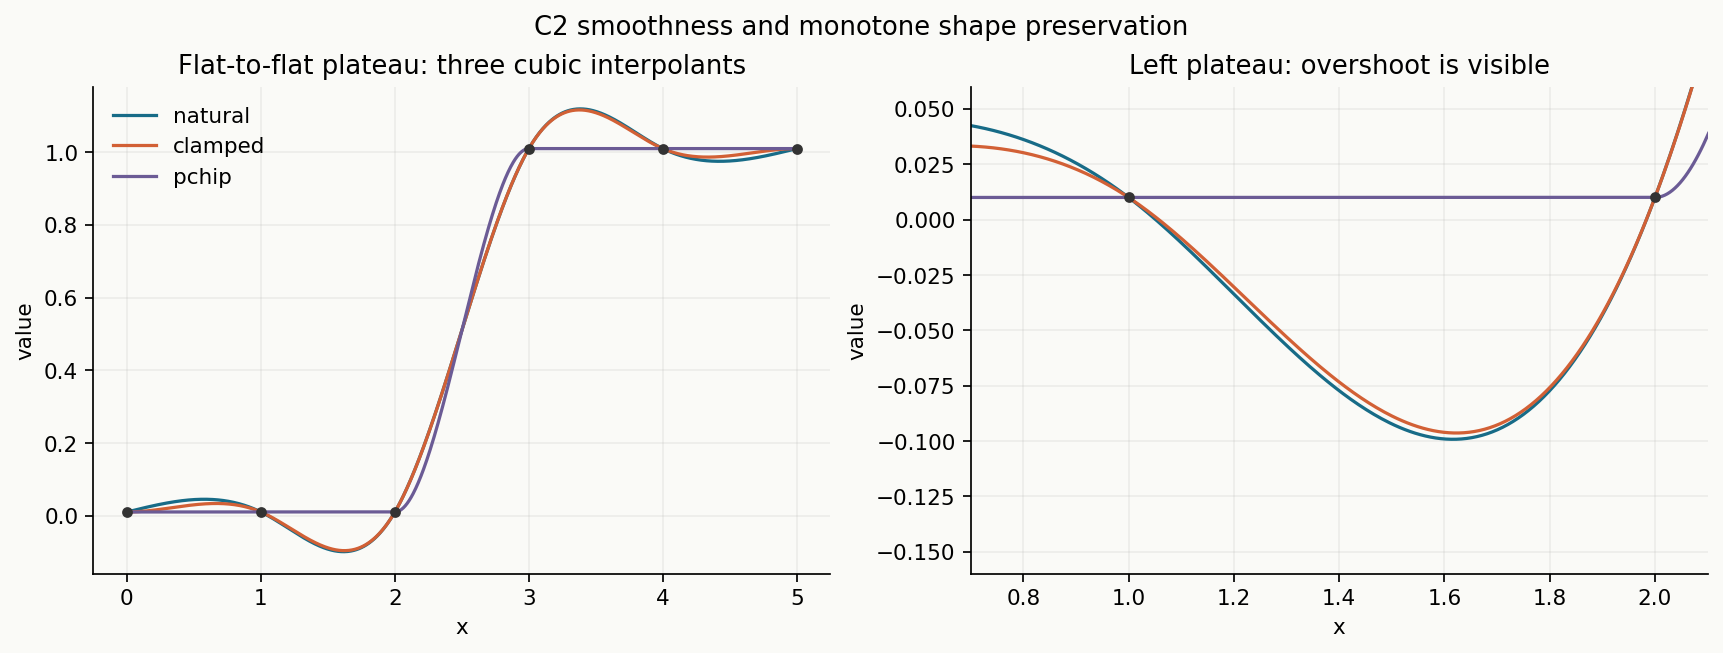 C2 smoothness and monotone shape preservation
Flat-to-flat plateau: three cubic interpolants
natural
clamped
pchip
value
1.0
0.8
0.6
0.4
0.2
0.0
0
1
2
3
4
5
x
Left plateau: overshoot is visible
value
0.050
0.025
0.000
−0.025
−0.050
−0.075
−0.100
−0.125
−0.150
0.8
1.0
1.2
1.4
1.6
1.8
2.0
x